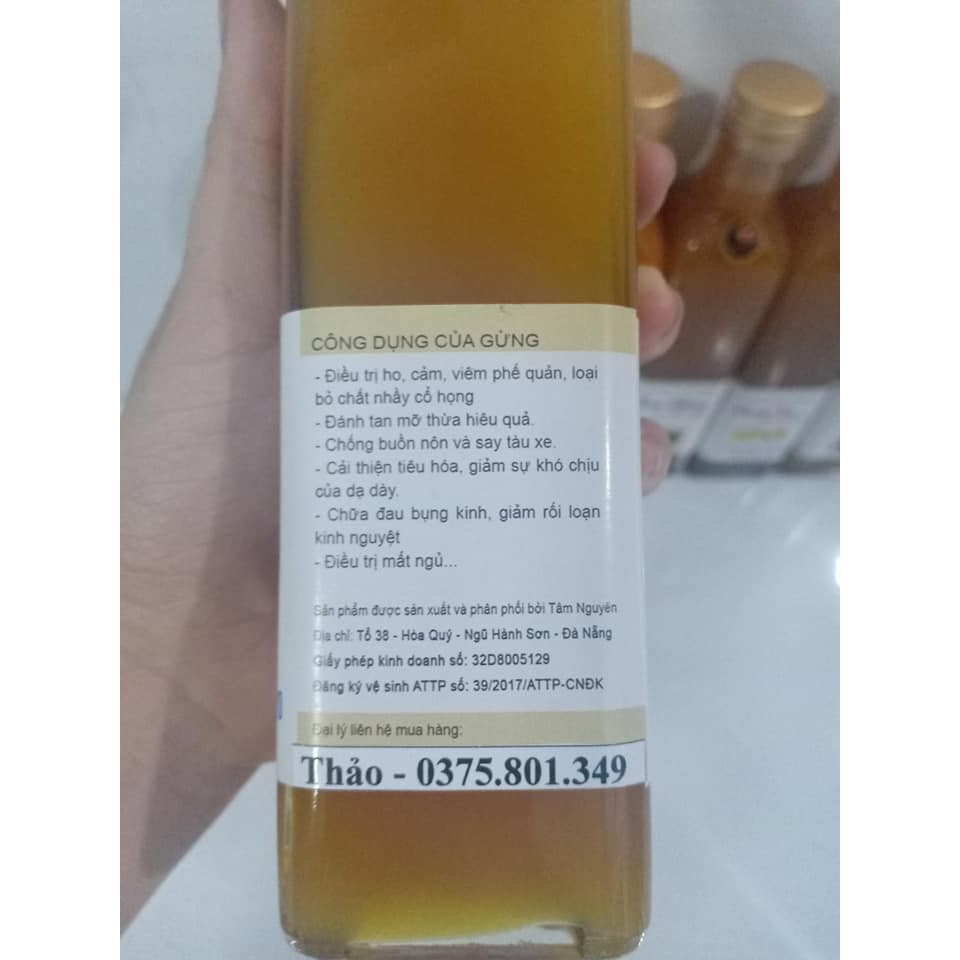 CÔNG DỤNG CỦA GỪNG
- Điều trị ho, cảm, viêm phế quản, loại
bỏ chất nhầy cổ họng
- Đánh tan mỡ thừa hiêu quả.
- Chống buồn nôn và say tàu xe.
- Cải thiện tiêu hóa, giảm sự khó chịu
của dạ dày.
- Chữa đau bụng kinh, giảm rối loạn
kinh nguyệt
- Điều trị mất ngủ...
Sản phẩm được sản xuất và phân phối bởi Tâm Nguyên
Địa chỉ: Tổ 38 - Hòa Quý - Ngũ Hành Sơn - Đà Nẵng
Giấy phép kinh doanh số: 32D8005129
Đăng ký vệ sinh ATTP số: 39/2017/ATTP-CNĐK
Đại lý liên hệ mua hàng:
Thảo - 0375.801.349